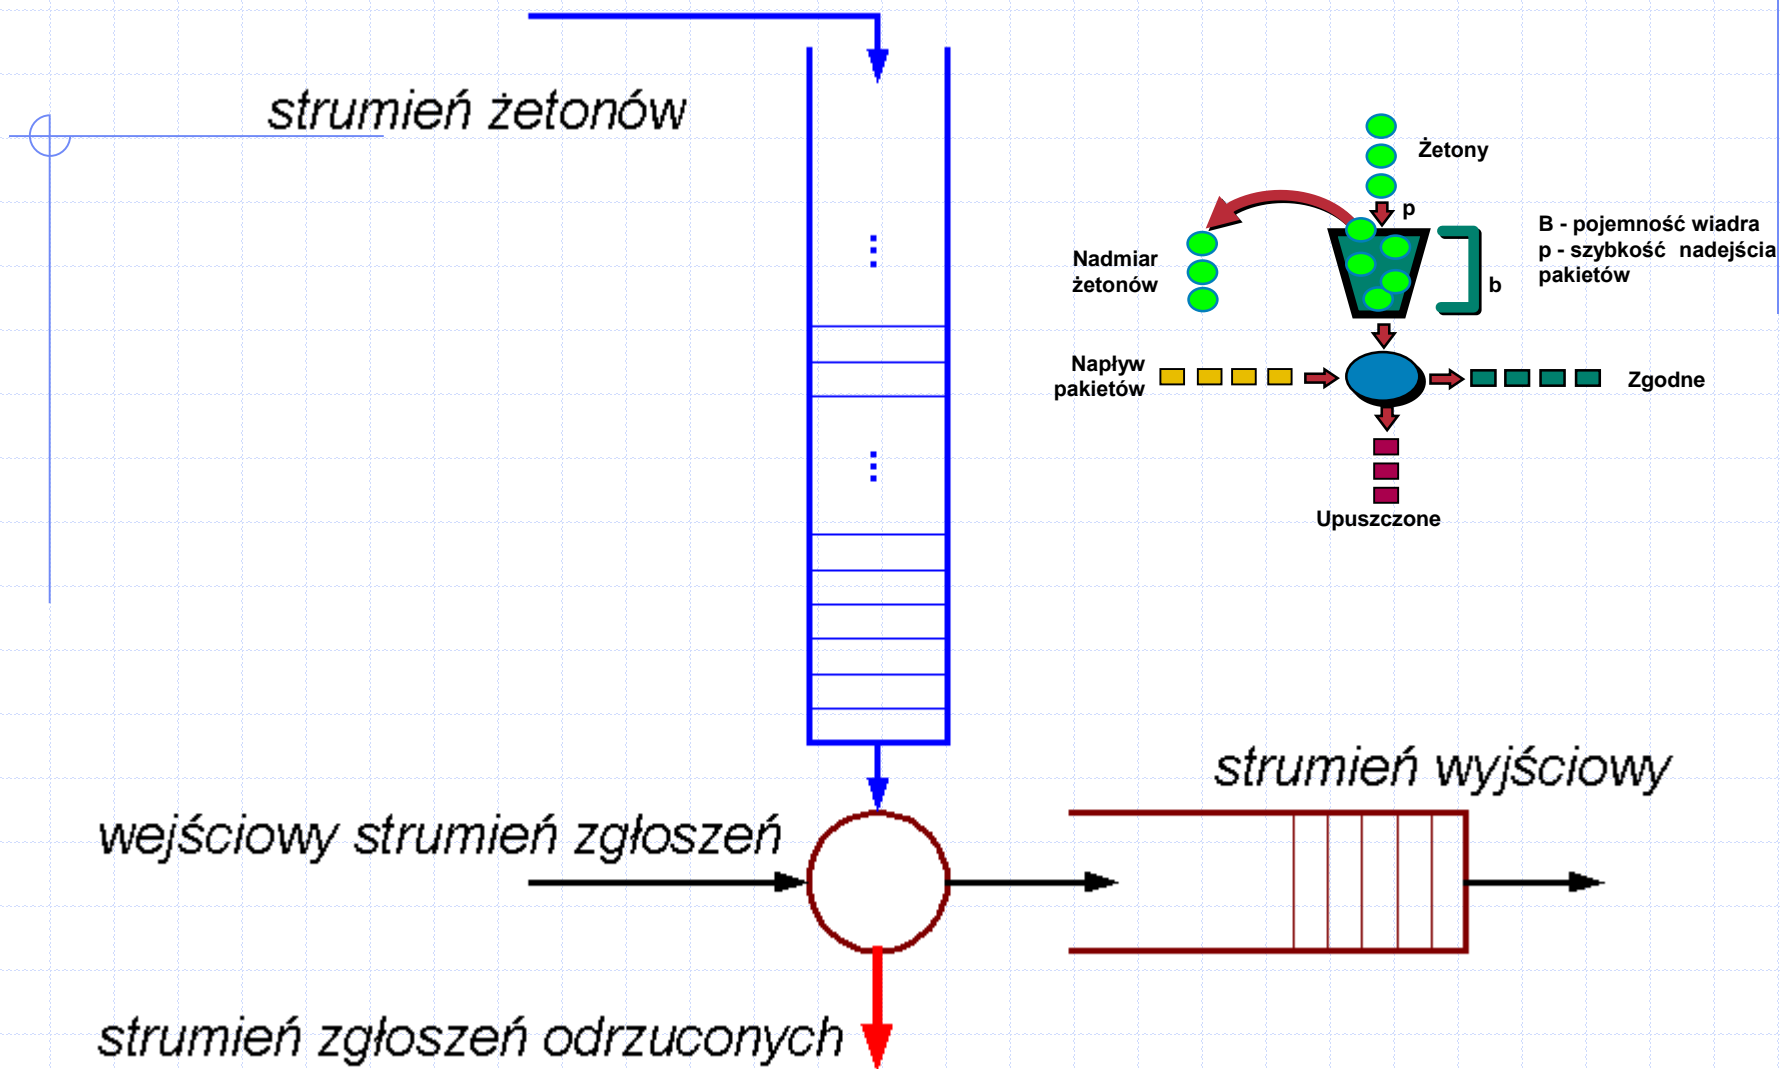 strumień żetonów
Żetony
p
B - pojemność wiadra
p - szybkość nadejścia
pakietów
Nadmiar
żetonów
b
Napływ
pakietów
Zgodne
Upuszczone
strumień wyjściowy
wejściowy strumień zgłoszeń
strumień zgłoszeń odrzuconych